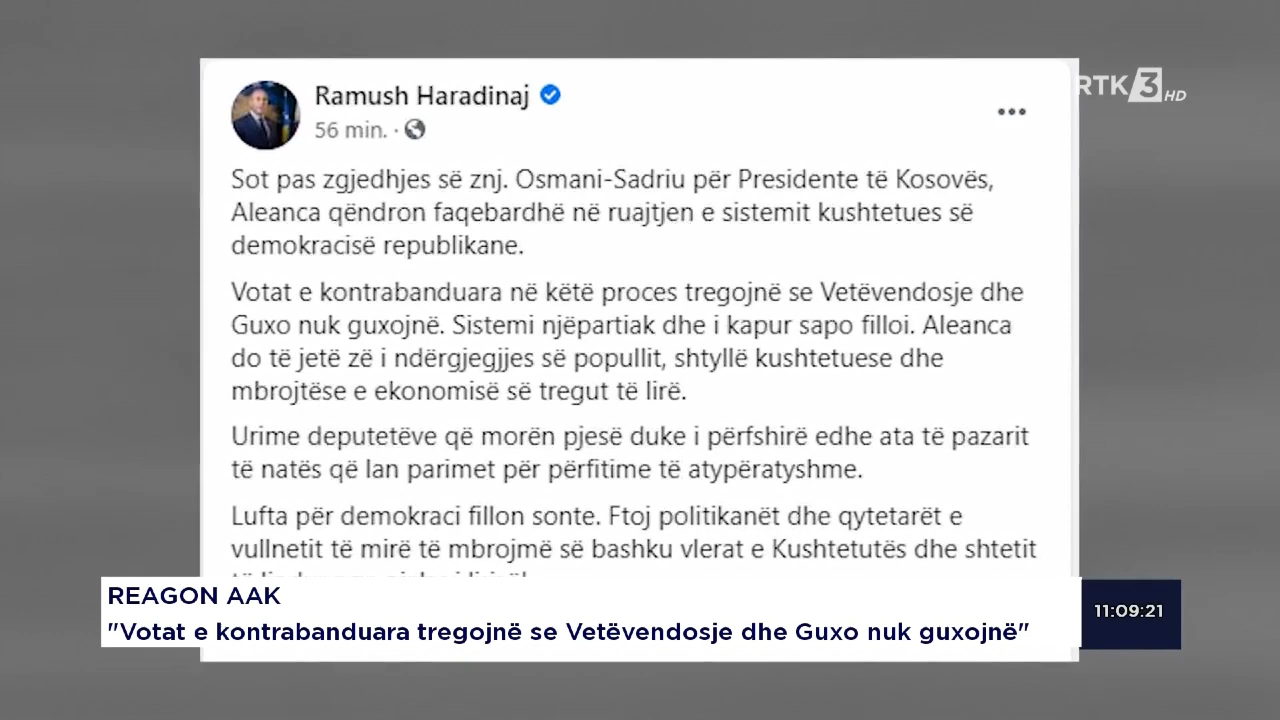 Ramush Haradinaj
56 min. ·
RTK 3 HD
Sot pas zgjedhjes së znj. Osmani-Sadriu për Presidente të Kosovës,
Aleanca qëndron faqebardhë në ruajtjen e sistemit kushtetues së
demokracisë republikane.
Votat e kontrabanduara në këtë proces tregojnë se Vetëvendosje dhe
Guxo nuk guxojnë. Sistemi njëpartiak dhe i kapur sapo filloi. Aleanca
do të jetë zë i ndërgjegjjes së popullit, shtyllë kushtetuese dhe
mbrojtëse e ekonomisë së tregut të lirë.
Urime deputetëve që morën pjesë duke i përfshirë edhe ata të pazarit
të natës që lan parimet për përfitime të atypëratyshme.
Lufta për demokraci fillon sonte. Ftoj politikanët dhe qytetarët e
vullnetit të mirë të mbrojmë së bashku vlerat e Kushtetutës dhe shtetit
REAGON AAK
"Votat e kontrabanduara tregojnë se Vetëvendosje dhe Guxo nuk guxojnë"
11:09:21